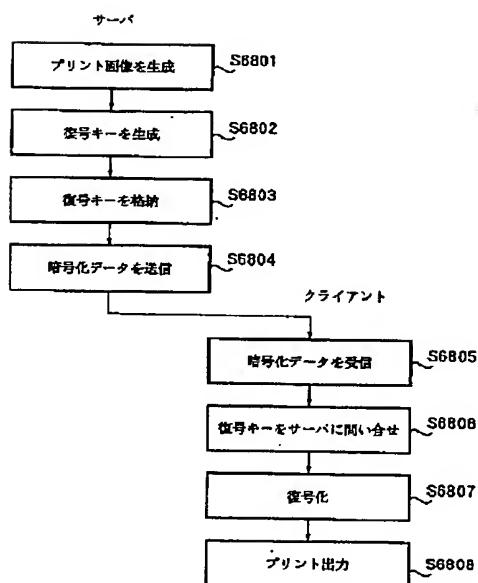 サーバ
プリント画像を生成
S6801
復号キーを生成
S6802
復号キーを格納
S6803
暗号化データを送信
S6804
クライアント
暗号化データを受信
S6805
復号キーをサーバに問い合せ
S6806
復号化
S6807
プリント出力
S6808